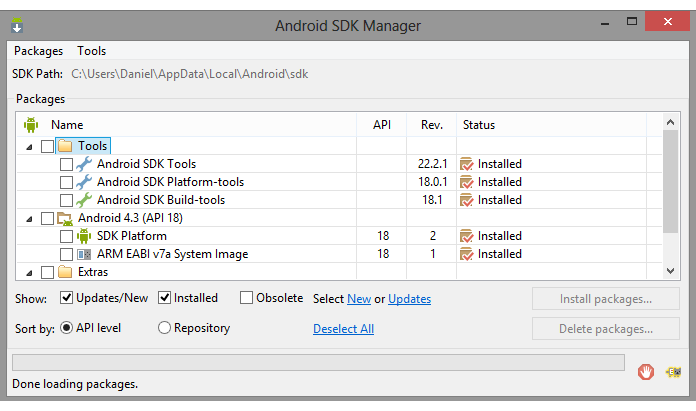 Android SDK Manager
Packages Tools
SDK Path: C:\Users\Daniel\AppData\Local\Android\sdk
Packages
Name API Rev. Status
Tools
Android SDK Tools 22.2.1 Installed
Android SDK Platform-tools 18.0.1 Installed
Android SDK Build-tools 18.1 Installed
Android 4.3 (API 18)
SDK Platform 18 2 Installed
ARM EABI v7a System Image 18 1 Installed
Extras
Show: Updates/New Installed Obsolete Select New or Updates Install packages...
Sort by: API level Repository Deselect All Delete packages...
Done loading packages.